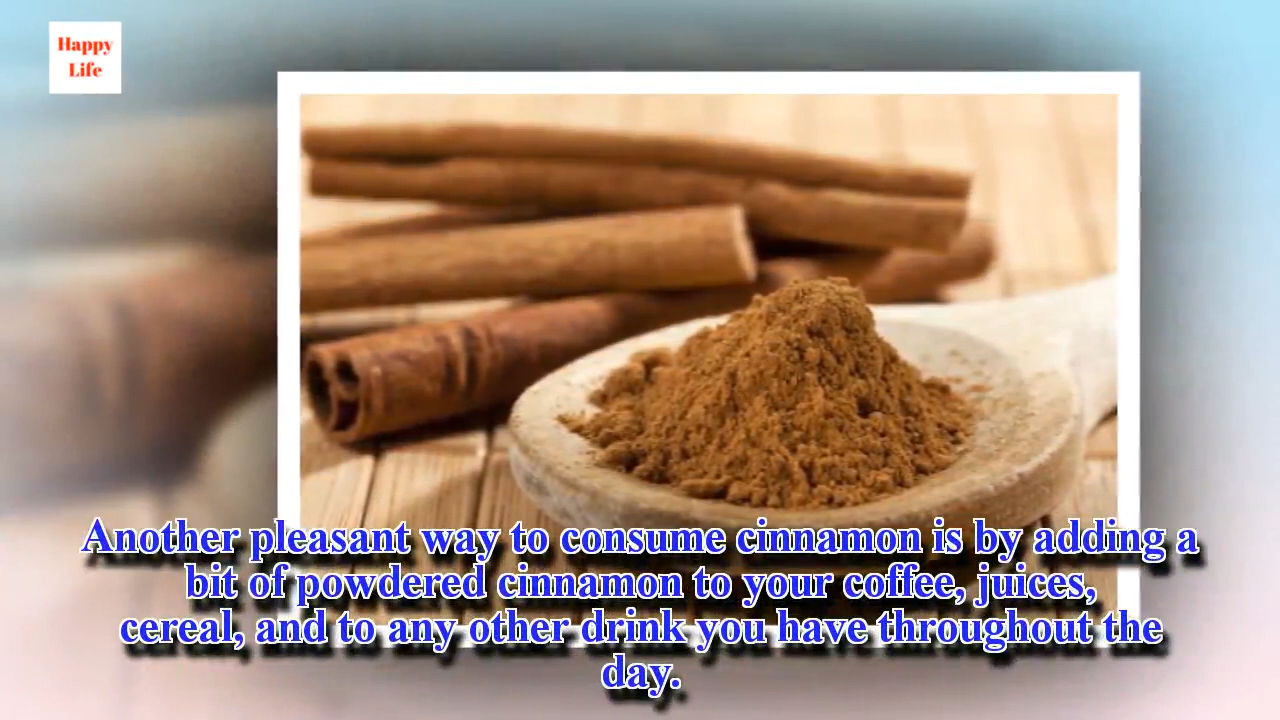 Happy
Life
Another pleasant way to consume cinnamon is by adding a
bit of powdered cinnamon to your coffee, juices,
cereal, and to any other drink you have throughout the
day.